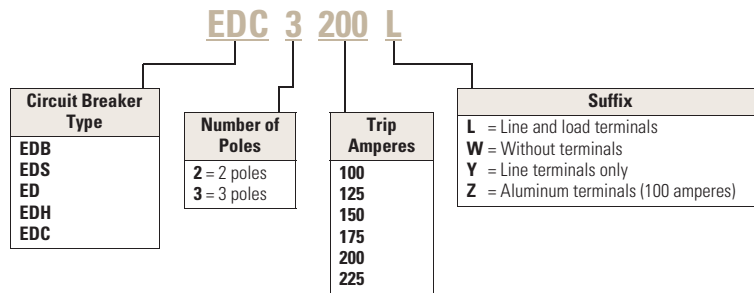 EDC 3 200 L
Circuit Breaker
Type
EDB
EDS
ED
EDH
EDC
Number of
Poles
2 = 2 poles
3 = 3 poles
Trip
Amperes
100
125
150
175
200
225
Suffix
L = Line and load terminals
W = Without terminals
Y = Line terminals only
Z = Aluminum terminals (100 amperes)